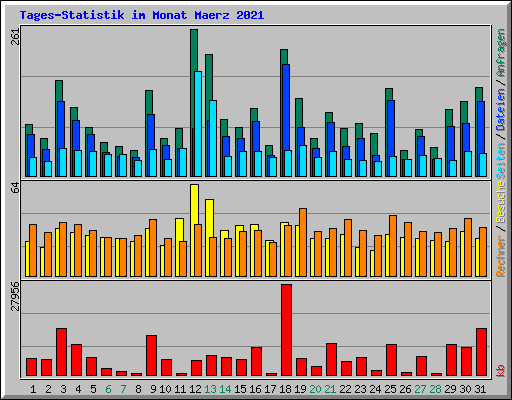 Tages-Statistik im Monat Maerz 2021
261
64
27956
Rechner / Besuche Seiten / Dateien / Anfragen
kb
1 2 3 4 5 6 7 8 9 10 11 12 13 14 15 16 17 18 19 20 21 22 23 24 25 26 27 28 29 30 31